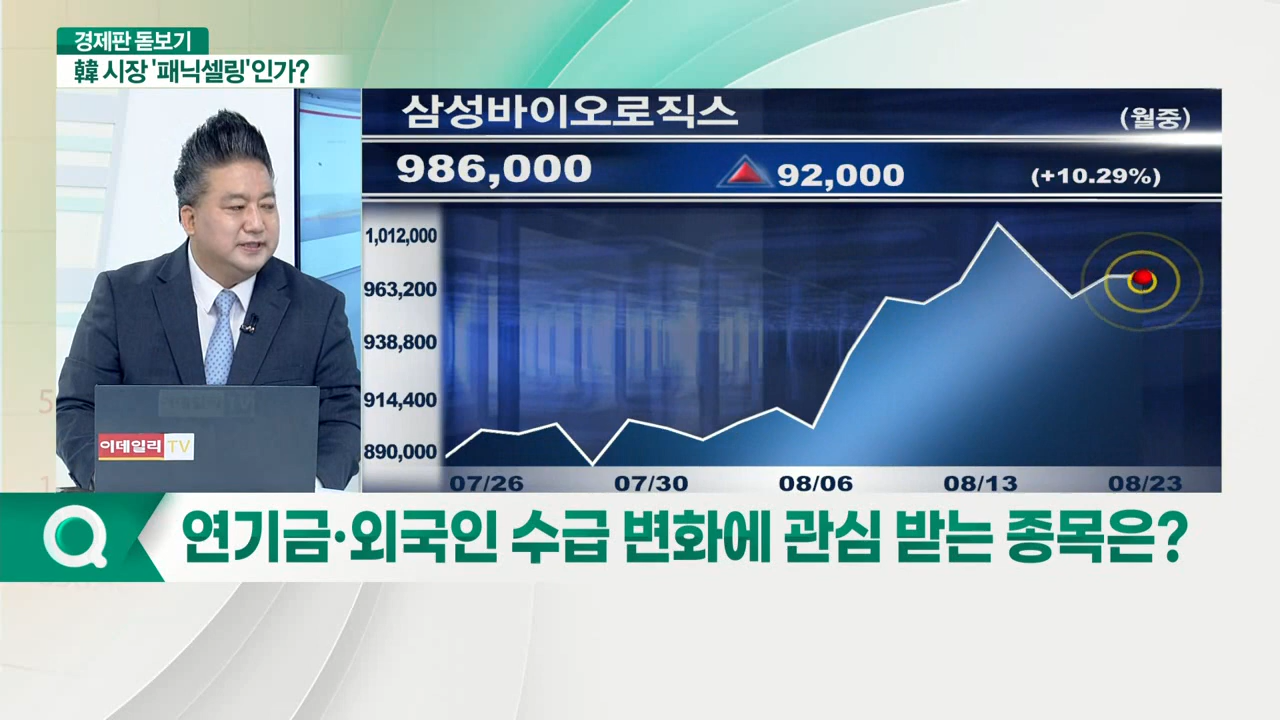 경제판 돋보기
韓 시장 '패닉셀링'인가?
삼성바이오로직스
(월중)
986,000
92,000
(+10.29%)
1,012,000
963,200
938,800
914,400
890,000
07/26 07/30 08/06 08/13 08/23
이데일리TV
연기금·외국인 수급 변화에 관심 받는 종목은?